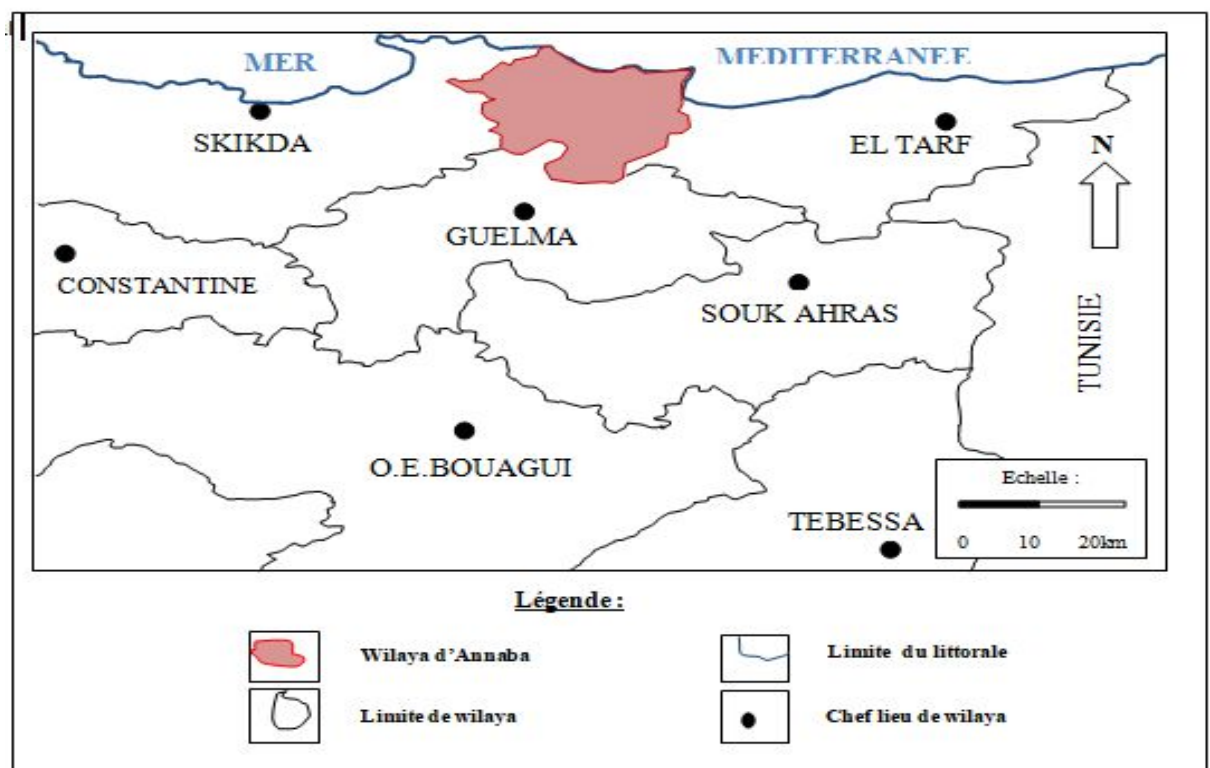 MER
MEDITERRANEE
SKIKDA
EL TARF
N
GUELMA
CONSTANTINE
SOUK AHRAS
TUNISIE
O.E.BOUAGUI
Echelle :
TEBESSA
0 10 20km
Légende :
Wilaya d’Annaba
Limite du littorale
Limite de wilaya
Chef lieu de wilaya